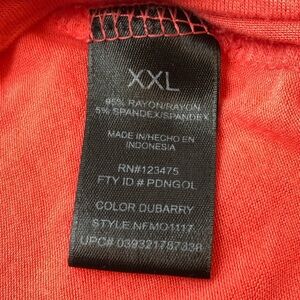 XXL
95% RAYON/RAYON
5% SPANDEX/SPANDEX
MADE IN/HECHO EN
INDONESIA
RN#123475
FTY ID # PDNGOL
COLOR DUBARRY
STYLE NFMO1117
UPC# 039321787338